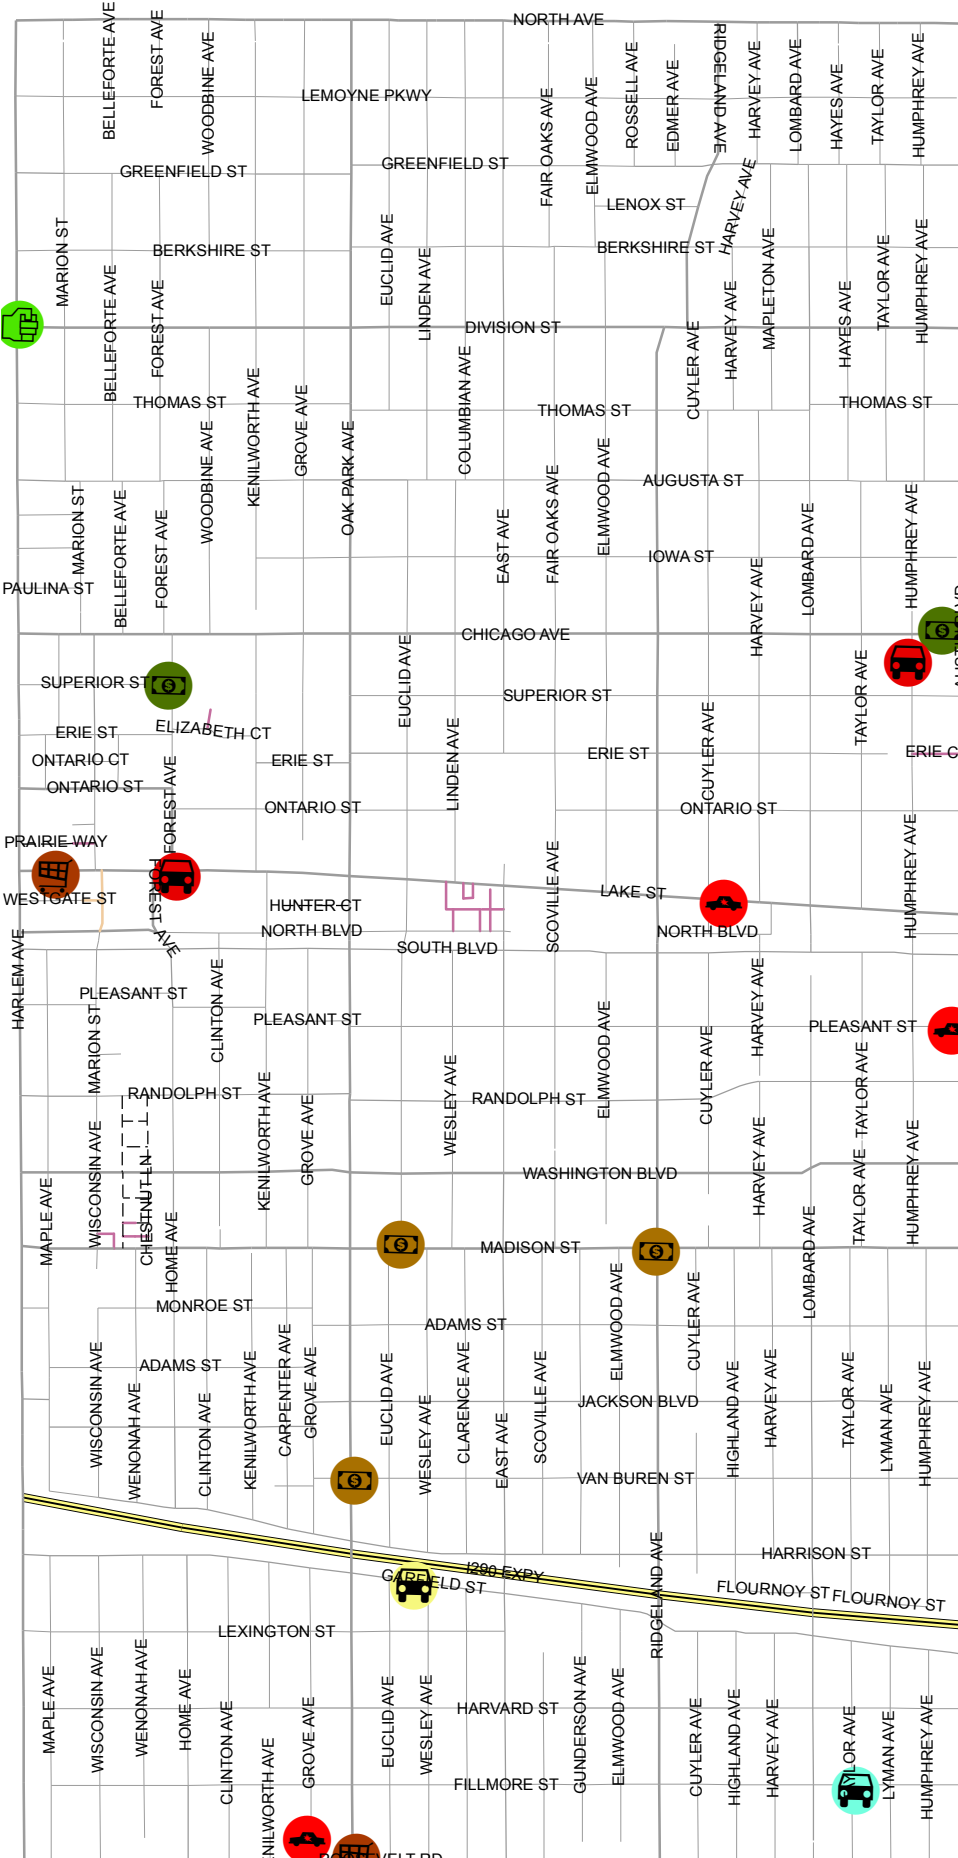 NORTH AVE
BELLEFORTE AVE
FOREST AVE
WOODBINE AVE
LEMOYNE PKWY
FAIR OAKS AVE
ELMWOOD AVE
ROSSELL AVE
EDMER AVE
RIDGELAND AVE
HARVEY AVE
LOMBARD AVE
HAYES AVE
TAYLOR AVE
HUMPHREY AVE
GREENFIELD ST
GREENFIELD ST
LENOX ST
HARVEY AVE
MARION ST
BERKSHIRE ST
BERKSHIRE ST
EUCLID AVE
LINDEN AVE
BELLEFORTE AVE
FOREST AVE
HARVEY AVE
MAPLETON AVE
HAYES AVE
TAYLOR AVE
HUMPHREY AVE
DIVISION ST
CUYLER AVE
COLUMBIAN AVE
THOMAS ST
THOMAS ST
THOMAS ST
KENILWORTH AVE
GROVE AVE
WOODBINE AVE
OAK PARK AVE
AUGUSTA ST
MARION ST
BELLEFORTE AVE
FOREST AVE
EAST AVE
FAIR OAKS AVE
ELMWOOD AVE
IOWA ST
LOMBARD AVE
HUMPHREY AVE
HARVEY AVE
PAULINA ST
CHICAGO AVE
EUCLID AVE
SUPERIOR ST
SUPERIOR ST
TAYLOR AVE
ERIE ST
ELIZABETH CT
ONTARIO CT
ERIE ST
ERIE ST
ONTARIO ST
FOREST AVE
LINDEN AVE
CUYLER AVE
ONTARIO ST
ONTARIO ST
PRAIRIE WAY
WESTGATE ST
FOREST AVE
LAKE ST
HUNTER CT
NORTH BLVD
NORTH BLVD
SOUTH BLVD
SCOVILLE AVE
HUMPHREY AVE
HARLEM AVE
PLEASANT ST
PLEASANT ST
PLEASANT ST
CLINTON AVE
MARION ST
ELMWOOD AVE
CUYLER AVE
HARVEY AVE
TAYLOR AVE
RANDOLPH ST
RANDOLPH ST
WESLEY AVE
KENILWORTH AVE
GROVE AVE
WASHINGTON BLVD
MAPLE AVE
WISCONSIN AVE
CHESTNUT LN
HOME AVE
HARVEY AVE
TAYLOR AVE
HUMPHREY AVE
LOMBARD AVE
MADISON ST
MONROE ST
ADAMS ST
ADAMS ST
ELMWOOD AVE
CUYLER AVE
WISCONSIN AVE
WENONAH AVE
CLINTON AVE
KENILWORTH AVE
CARPENTER AVE
GROVE AVE
EUCLID AVE
WESLEY AVE
CLARENCE AVE
EAST AVE
SCOVILLE AVE
JACKSON BLVD
HIGHLAND AVE
HARVEY AVE
TAYLOR AVE
LYMAN AVE
HUMPHREY AVE
VAN BUREN ST
HARRISON ST
I290 EXPY
GARFIELD ST
FLOURNOY ST
FLOURNOY ST
RIDGELAND AVE
LEXINGTON ST
MAPLE AVE
WISCONSIN AVE
WENONAH AVE
HOME AVE
CLINTON AVE
GROVE AVE
EUCLID AVE
WESLEY AVE
HARVARD ST
GUNDERSON AVE
ELMWOOD AVE
CUYLER AVE
HIGHLAND AVE
HARVEY AVE
LYMAN AVE
HUMPHREY AVE
FILLMORE ST